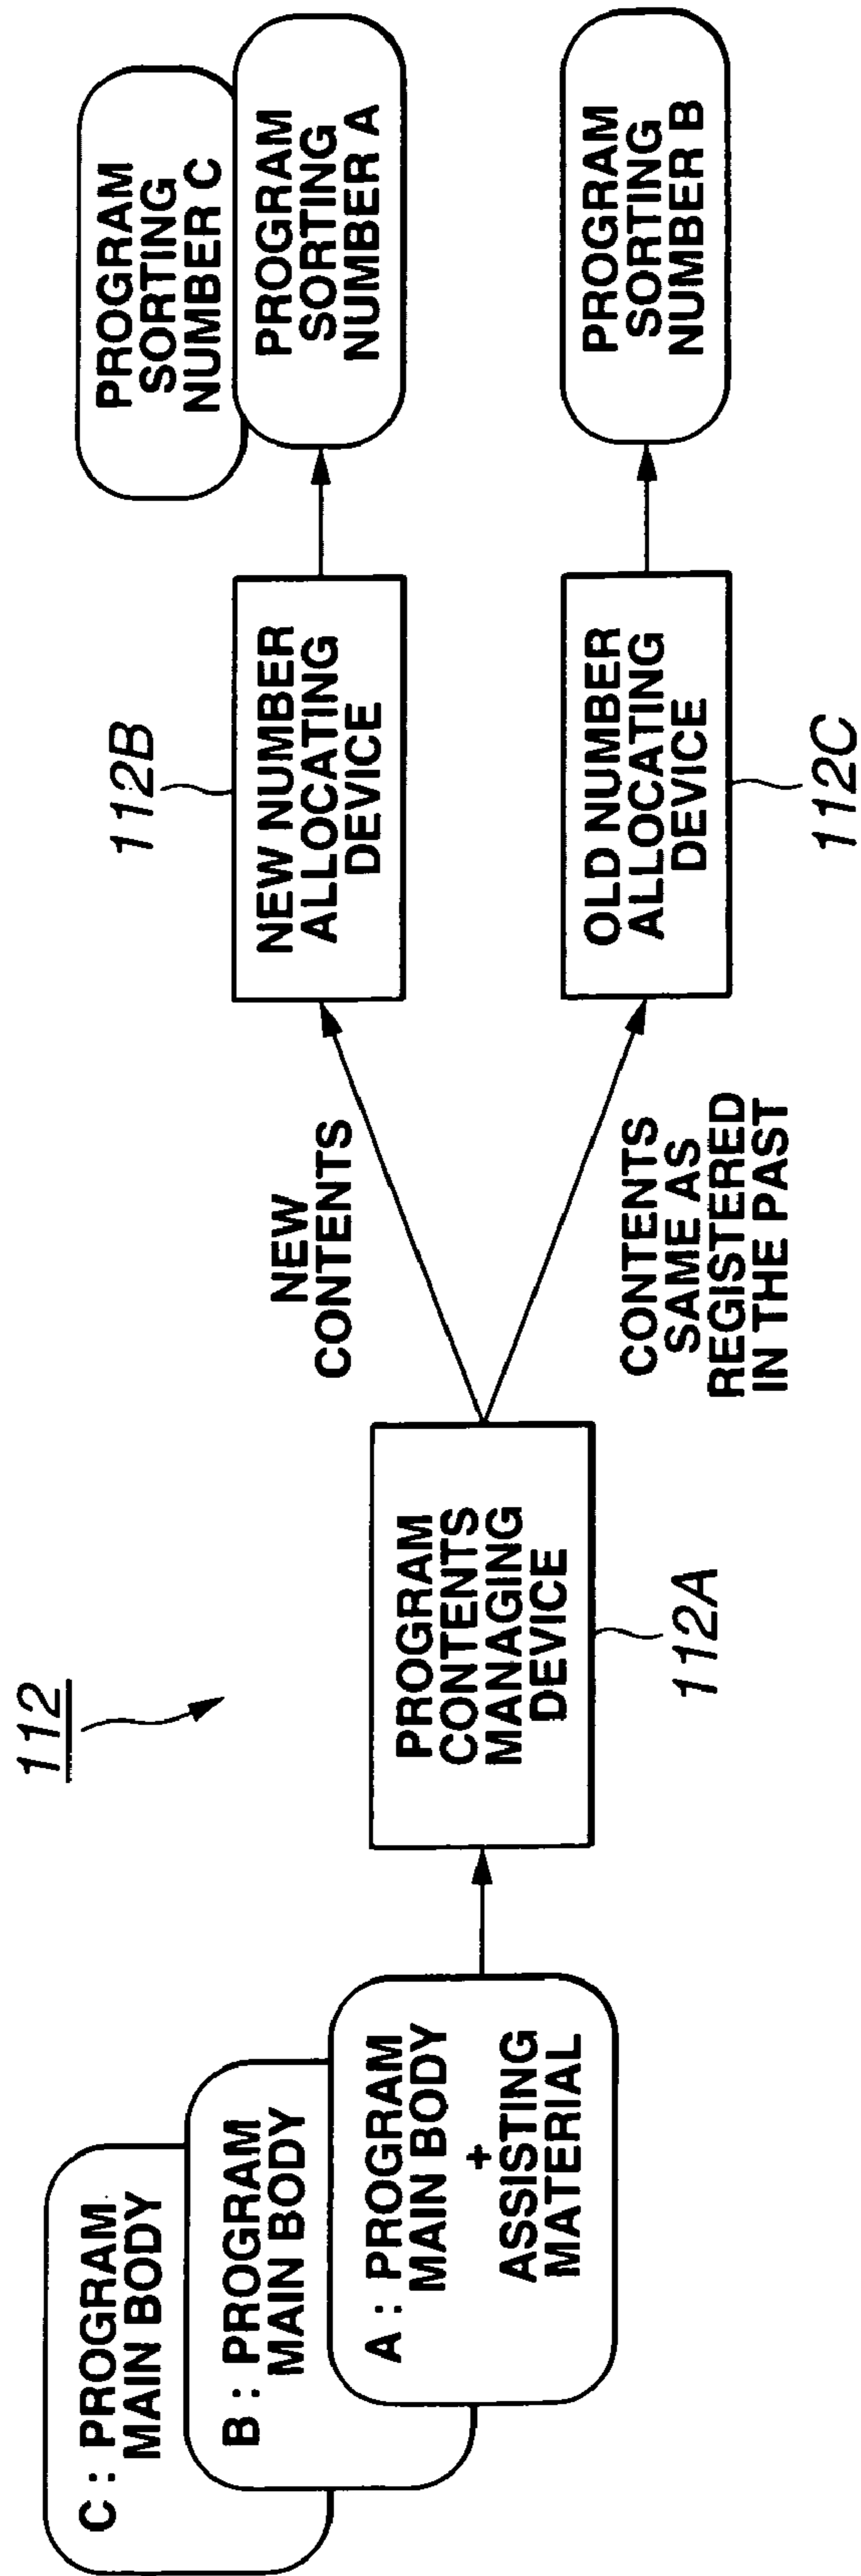 112
C : PROGRAM
MAIN BODY
B : PROGRAM
MAIN BODY
A : PROGRAM
MAIN BODY
+
ASSISTING
MATERIAL
PROGRAM
CONTENTS
MANAGING
DEVICE
112A
NEW
CONTENTS
CONTENTS
SAME AS
REGISTERED
IN THE PAST
112B
NEW NUMBER
ALLOCATING
DEVICE
OLD NUMBER
ALLOCATING
DEVICE
112C
PROGRAM
SORTING
NUMBER C
PROGRAM
SORTING
NUMBER A
PROGRAM
SORTING
NUMBER B